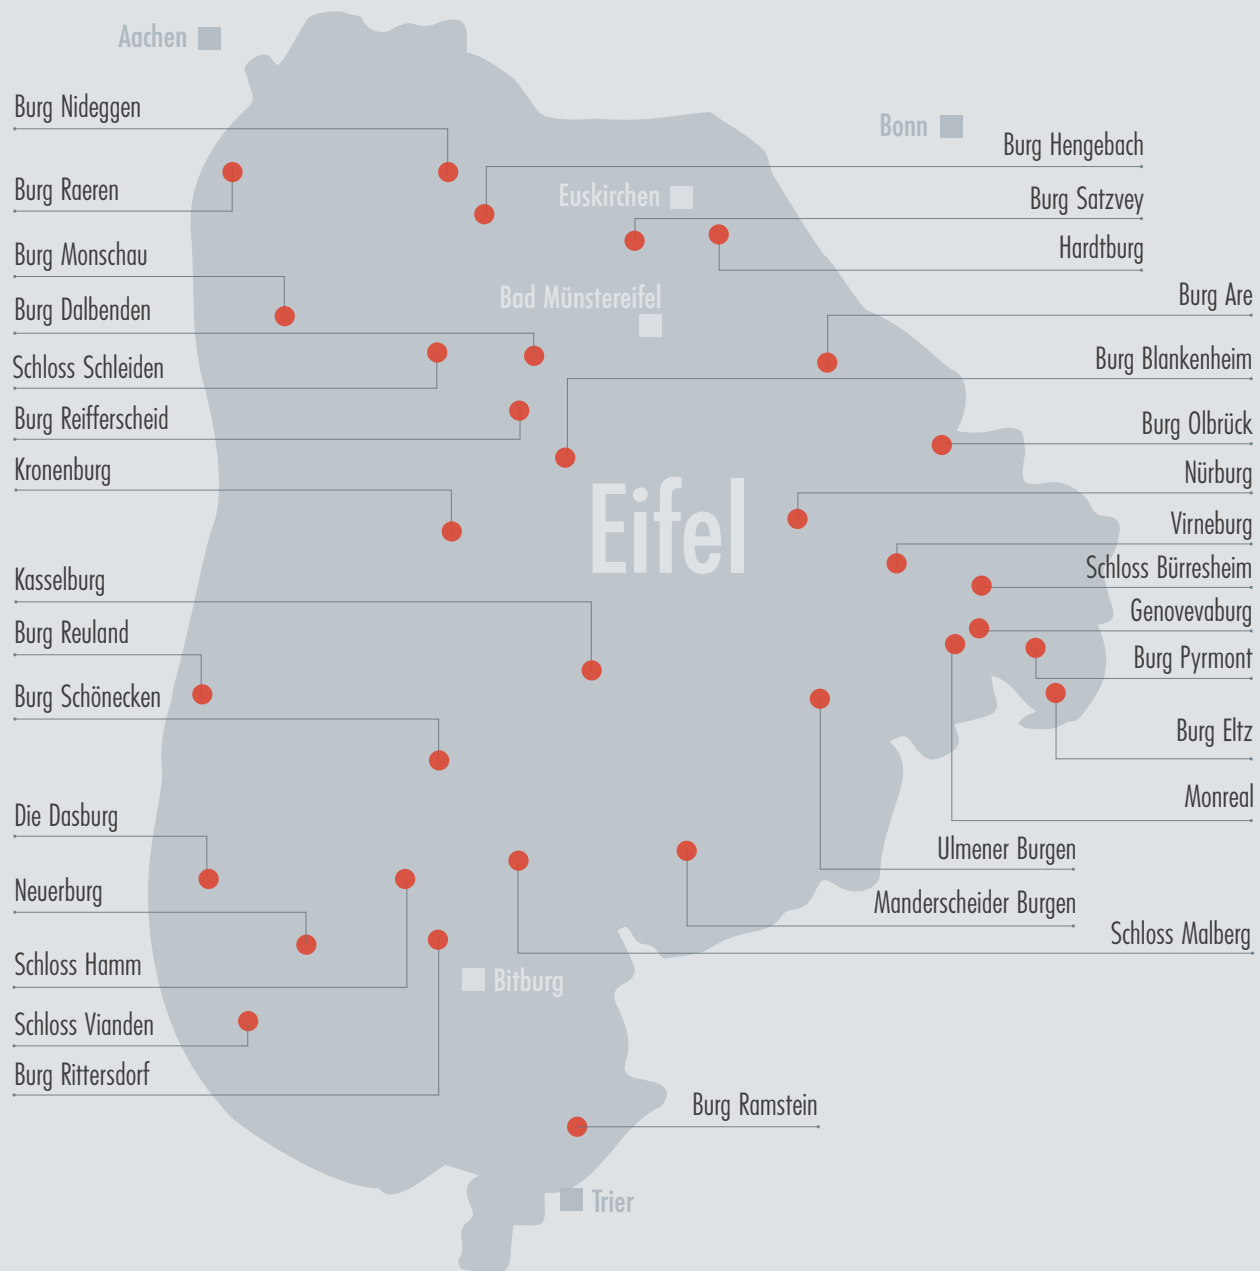 Aachen
Burg Nideggen
Bonn
Burg Hengebach
Burg Raeren
Euskirchen
Burg Satzvey
Hardtburg
Burg Monschau
Burg Dalbenden
Bad Münstereifel
Burg Are
Schloss Schleiden
Burg Blankenheim
Burg Reifferscheid
Burg Olbrück
Kronenburg
Nürburg
Eifel
Virneburg
Schloss Bürresheim
Kasselburg
Genovevaburg
Burg Reuland
Burg Pyrmont
Burg Schönecken
Burg Eltz
Monreal
Die Dasburg
Ulmener Burgen
Neuerburg
Manderscheider Burgen
Schloss Malberg
Schloss Hamm
Bitburg
Schloss Vianden
Burg Rittersdorf
Burg Ramstein
Trier